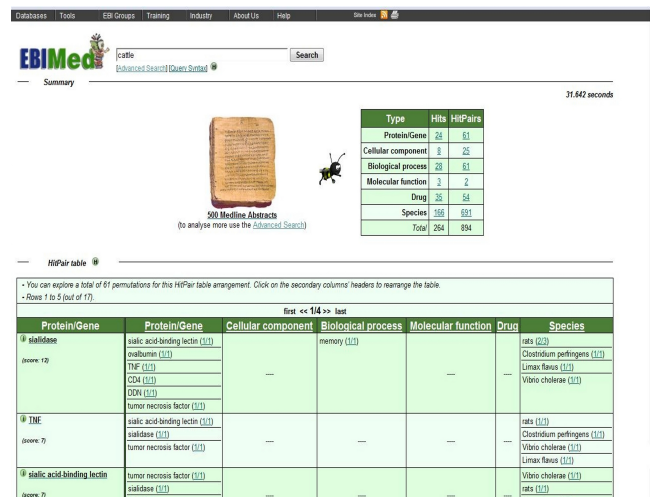 Databases Tools EBI Groups Training Industry About Us Help Site Index
EBIMed
cattle Search
[Advanced Search] [Query Syntax]
Summary
31.642 seconds
Type Hits HitPairs
Protein/Gene 24 61
Cellular component 8 25
Biological process 28 61
Molecular function 3 2
Drug 35 54
Species 166 691
Total 264 894
500 Medline Abstracts
(to analyse more use the Advanced Search)
HitPair table
- You can explore a total of 61 permutations for this HitPair table arrangement. Click on the secondary columns' headers to rearrange the table.
- Rows 1 to 5 (out of 17).
first << 1/4 >> last
Protein/Gene Protein/Gene Cellular component Biological process Molecular function Drug Species
sialidase sialic acid-binding lectin (1/1) memory (1/1) rats (2/3)
ovalbumin (1/1) Clostridium perfringens (1/1)
(score: 12) TNF (1/1) ---- ---- ---- Limax flavus (1/1)
CD4 (1/1) Vibrio cholerae (1/1)
ODN (1/1)
tumor necrosis factor (1/1)
TNF sialic acid-binding lectin (1/1) rats (1/1)
sialidase (1/1) Clostridium perfringens (1/1)
(score: 7) tumor necrosis factor (1/1) ---- ---- ---- ---- Vibrio cholerae (1/1)
Limax flavus (1/1)
sialic acid-binding lectin tumor necrosis factor (1/1) Vibrio cholerae (1/1)
sialidase (1/1) rats (1/1)
(score: 7)